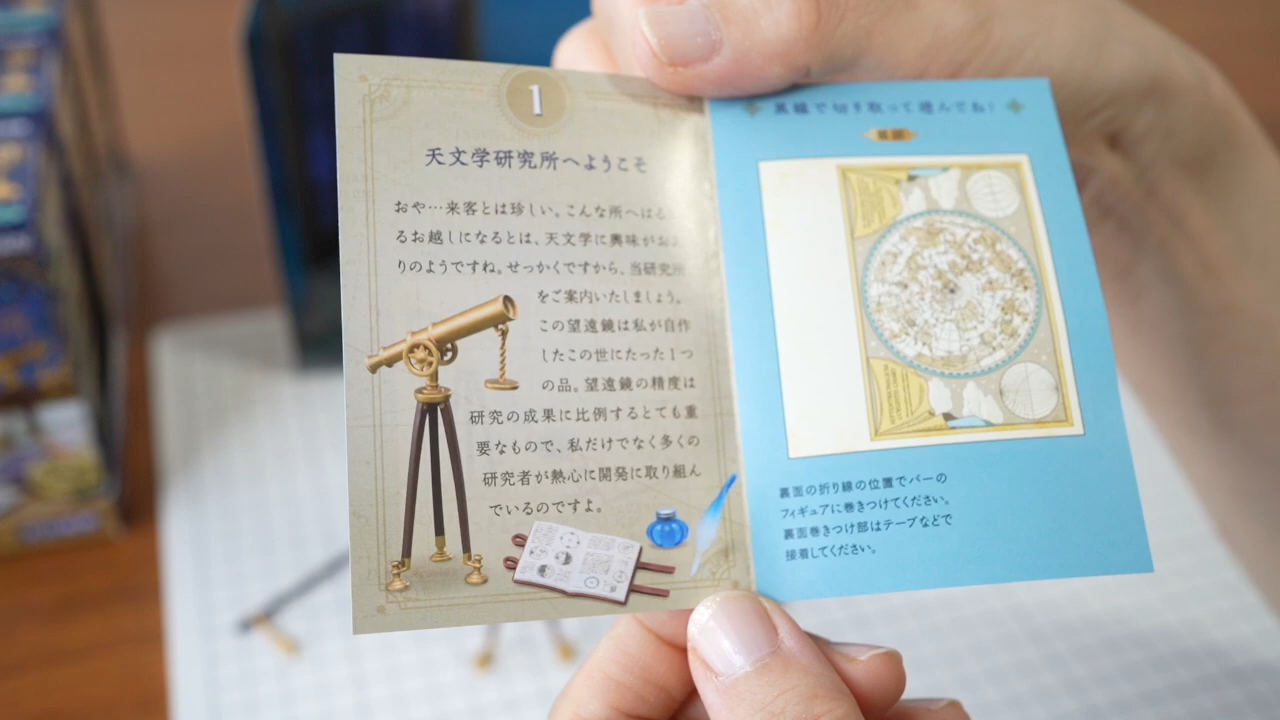 1
天文学研究所へようこそ
おや…来客とは珍しい。こんな所へはる
るお越しになるとは、天文学に興味がお
りのようですね。せっかくですから、当研究所
をご案内いたしましょう。
この望遠鏡は私が自作
したこの世にたった1つ
の品。望遠鏡の精度は
研究の成果に比例するとても重
要なもので、私だけでなく多くの
研究者が熱心に開発に取り組ん
でいるのですよ。
黒線で切り取って遊んでね!
裏面の折り線の位置でバーの
フィギュアに巻きつけてください。
裏面巻きつけ部はテープなどで
接着してください。